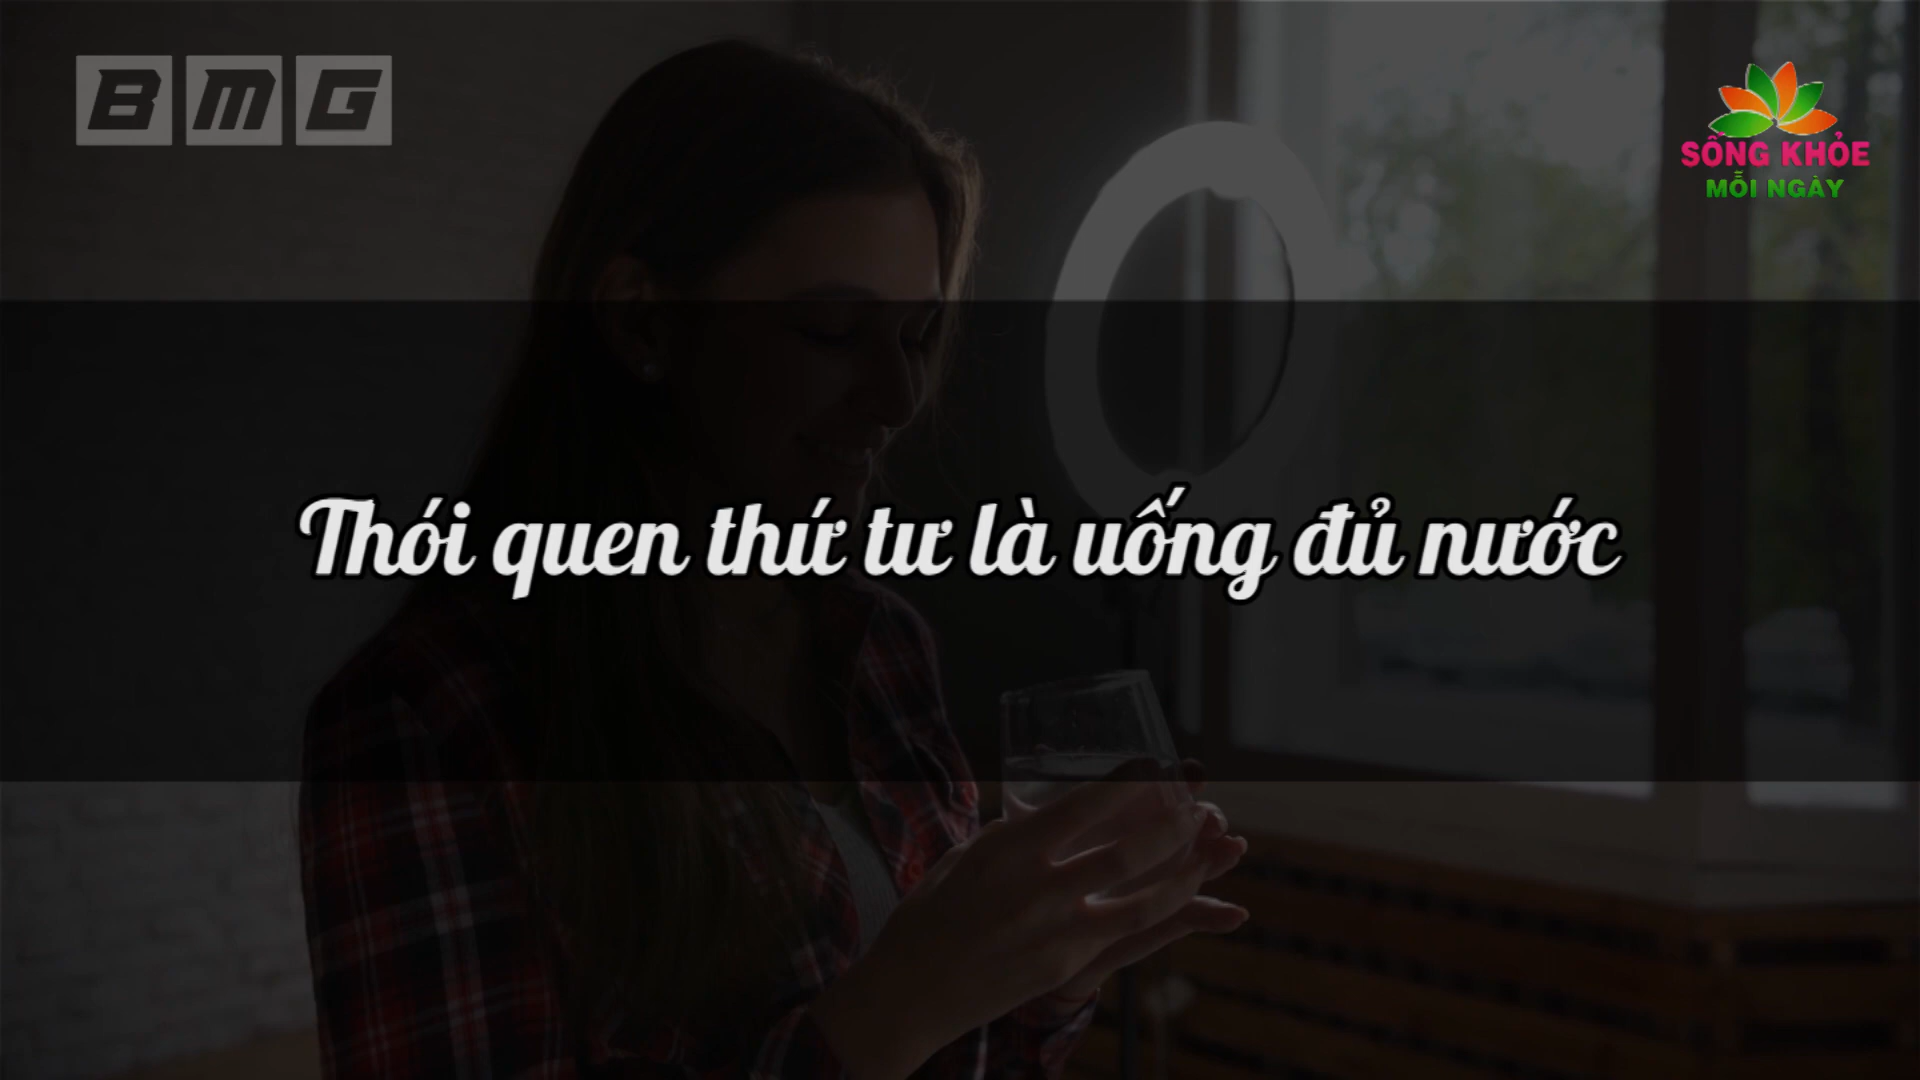 BMG
SỐNG KHỎE
MỖI NGÀY
Thói quen thứ tư là uống đủ nước